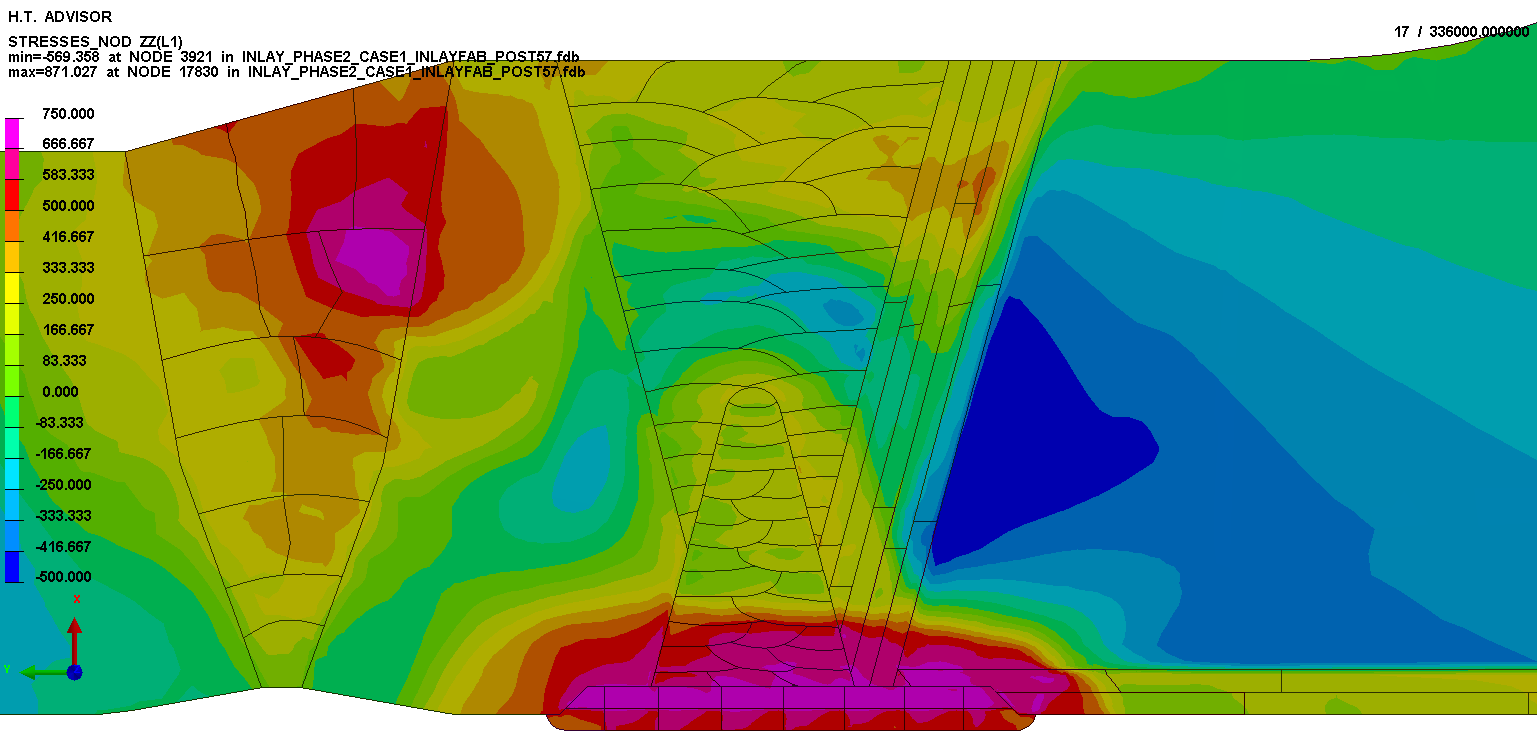 H.T. ADVISOR
STRESSES_NOD ZZ(L1)
min=-569.358 at NODE 3921 in INLAY_PHASE2_CASE1_INLAYFAB_POST57.fdb
max=871.027 at NODE 17830 in INLAY_PHASE2_CASE1_INLAYFAB_POST57.fdb
17 / 336000.000000
750.000
666.667
583.333
500.000
416.667
333.333
250.000
166.667
83.333
0.000
-83.333
-166.667
-250.000
-333.333
-416.667
-500.000
X
Y